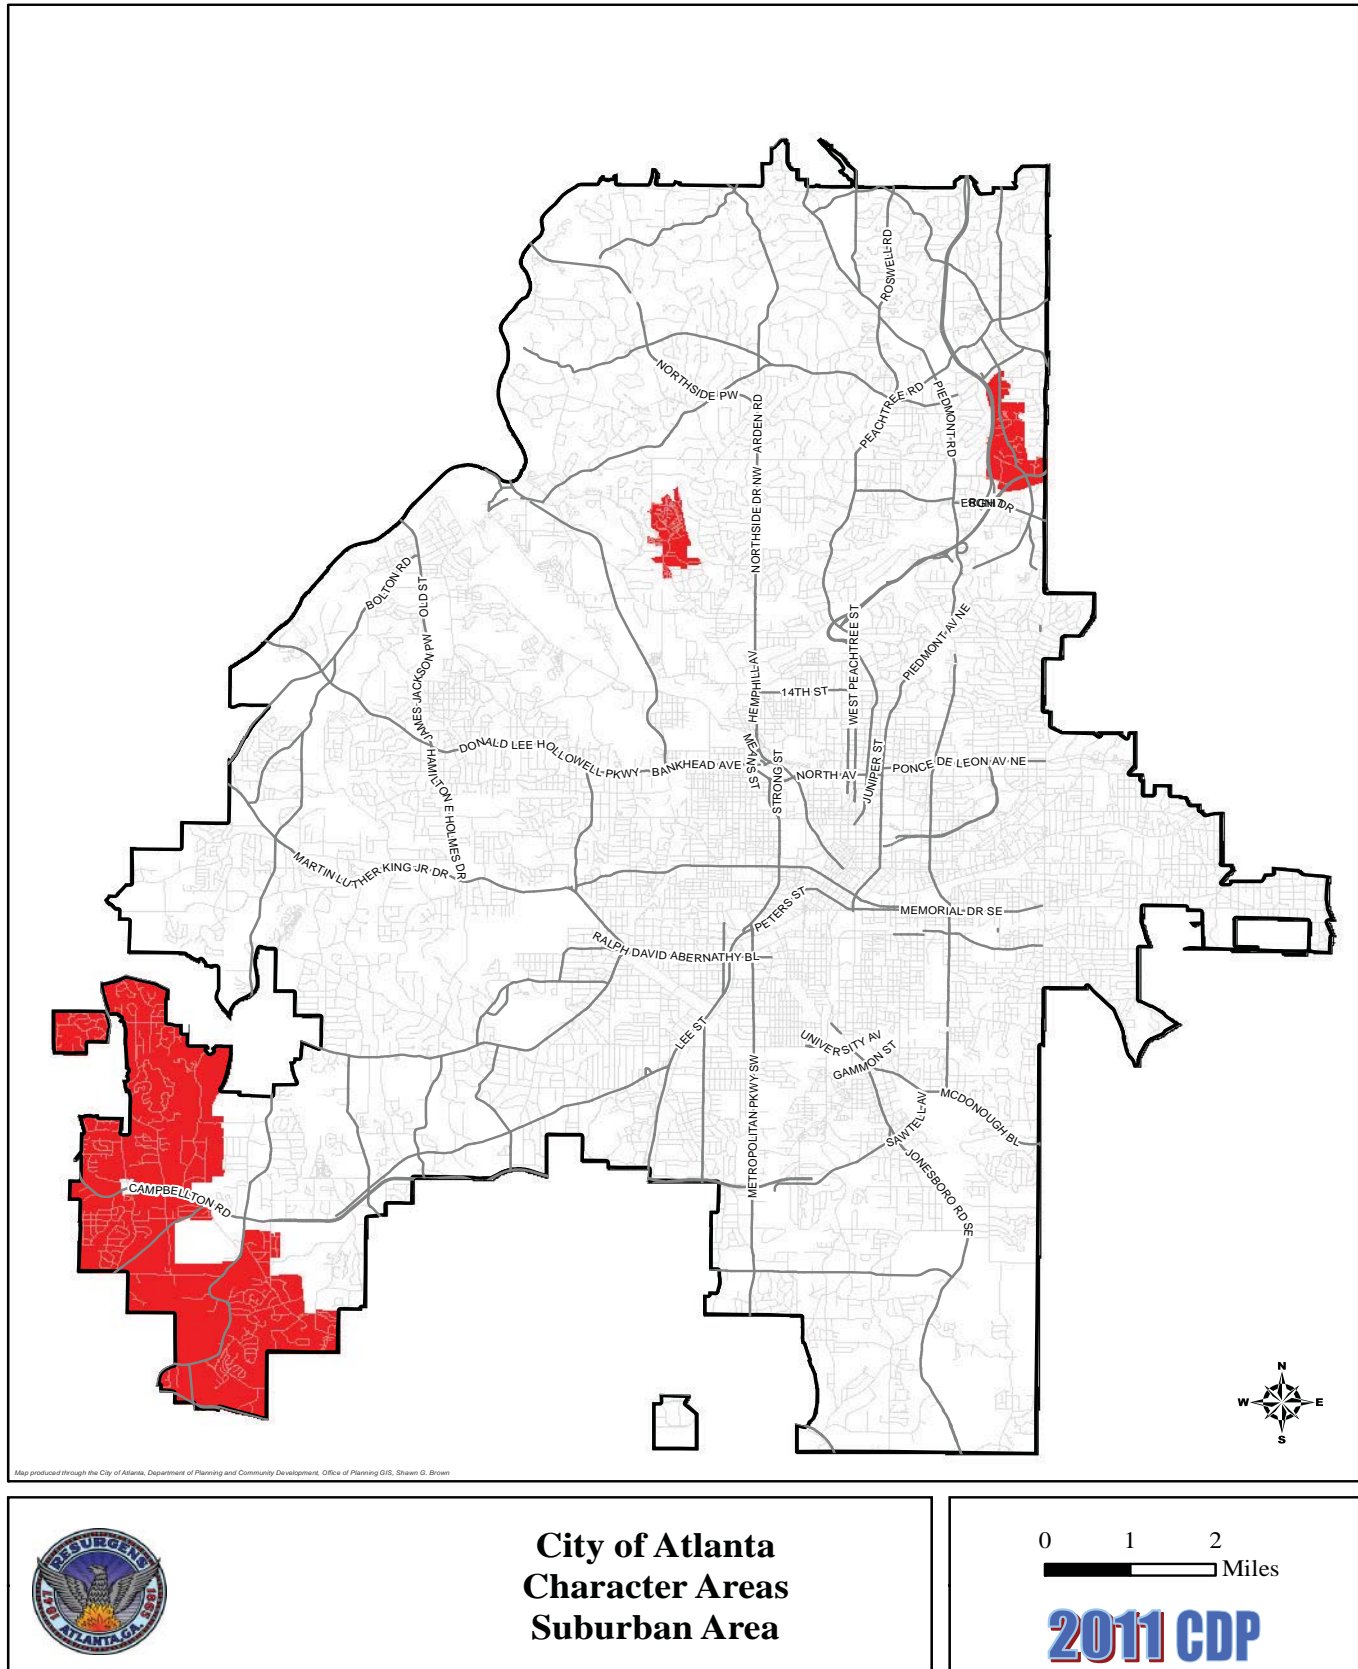 ROSWELL RD
NORTHSIDE PW
ARDEN RD
PEACHTREE RD
PIEDMONT RD
NORTHSIDE DR NW
DR
BOLTON RD
OLD ST
JAMES JACKSON PW
WEST PEACHTREE ST
PIEDMONT AV NE
HEMPHILL AV
14TH ST
DONALD LEE HOLLOWELL PKWY
BANKHEAD AVE
MEANS ST
STRONG ST
NORTH AV
JUNIPER ST
PONCE DE LEON AV NE
HAMILTON E HOLMES DR
MARTIN LUTHER KING JR DR
PETERS ST
MEMORIAL DR SE
RALPH DAVID ABERNATHY BL
LEE ST
UNIVERSITY AV
GAMMON ST
METROPOLITAN PKWY SW
MCDONOUGH BL
SAWTELL AV
JONESBORO RD SE
CAMPBELLTON RD
N
W E
S
Map produced through the City of Atlanta, Department of Planning and Community Development, Office of Planning GIS, Shawn G. Brown
RESURGENS
1847 1865
ATLANTA, GA.
City of Atlanta
Character Areas
Suburban Area
0 1 2
Miles
2011 CDP